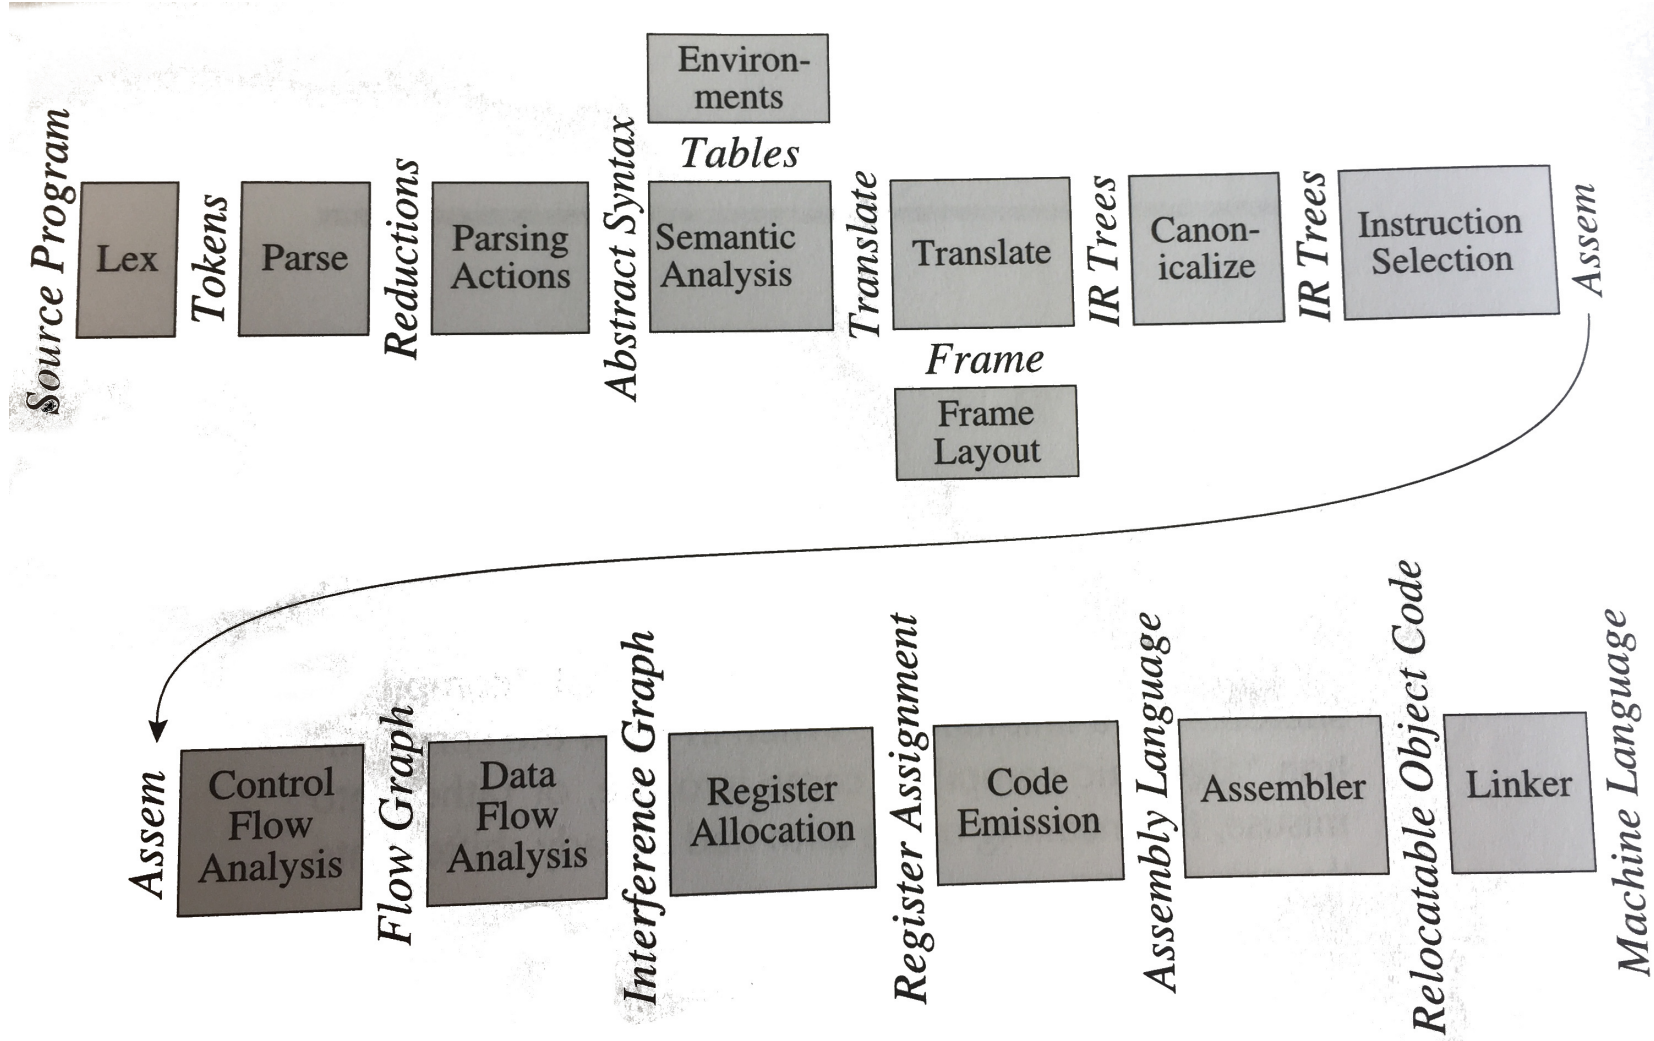 Environ-
ments
Tables
Source Program
Lex
Tokens
Parse
Reductions
Parsing
Actions
Abstract Syntax
Semantic
Analysis
Translate
Translate
IR Trees
Canon-
icalize
IR Trees
Instruction
Selection
Assem
Frame
Frame
Layout
Assem
Control
Flow
Analysis
Flow Graph
Data
Flow
Analysis
Interference Graph
Register
Allocation
Register Assignment
Code
Emission
Assembly Language
Assembler
Relocatable Object Code
Linker
Machine Language